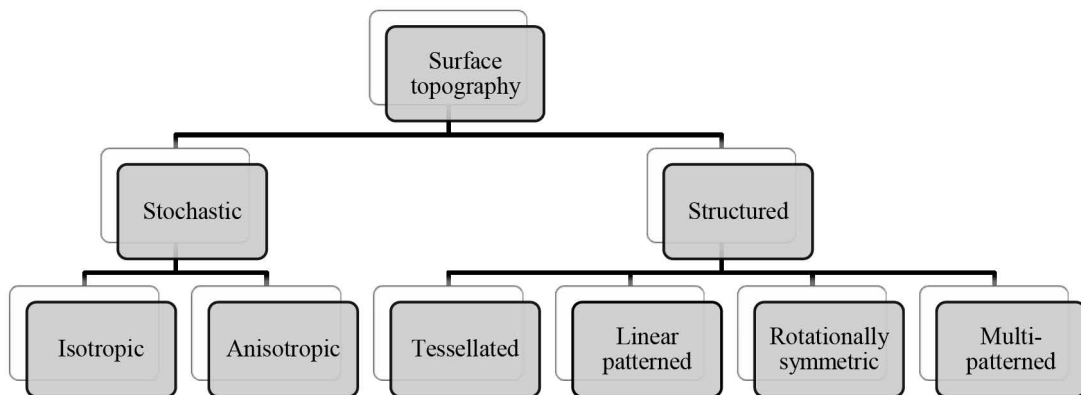 Surface
topography
Stochastic
Structured
Isotropic
Anisotropic
Tessellated
Linear
patterned
Rotationally
symmetric
Multi-
patterned